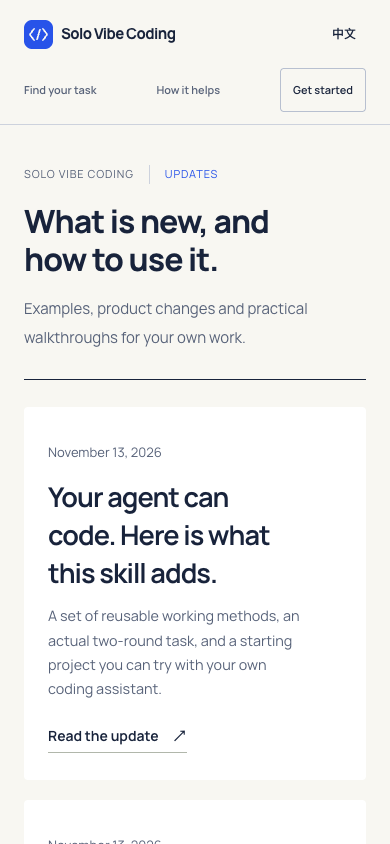 Solo Vibe Coding
中文
Find your task
How it helps
Get started
SOLO VIBE CODING
UPDATES
What is new, and
how to use it.
Examples, product changes and practical
walkthroughs for your own work.
November 13, 2026
Your agent can
code. Here is what
this skill adds.
A set of reusable working methods, an
actual two-round task, and a starting
project you can try with your own
coding assistant.
Read the update ↗
November 13, 2026